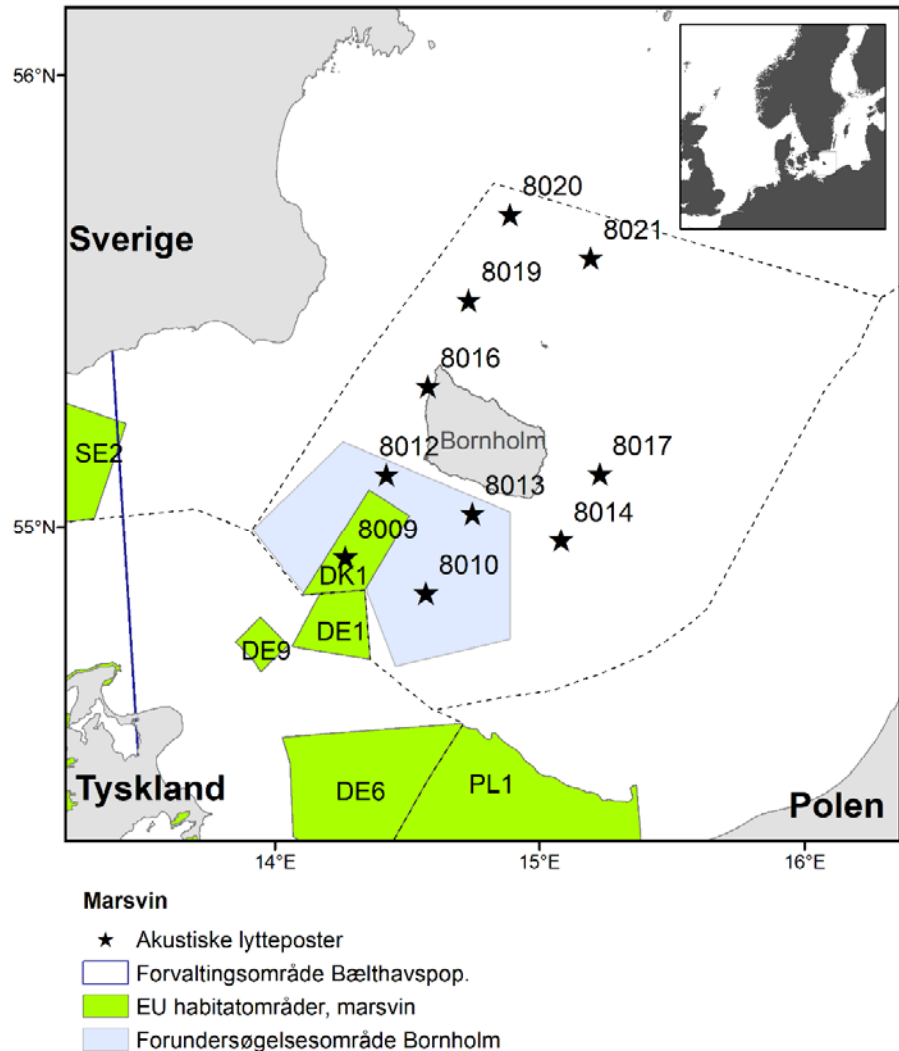 56°N
8020
Sverige
8021
8019
8016
Bornholm
8012
8017
SE2
8013
55°N
8009
8014
DK1
8010
DE1
DE9
Tyskland
DE6
PL1
Polen
14°E
15°E
16°E
Marsvin
Akustiske lytteposter
Forvaltingsområde Bælthavspop.
EU habitatområder, marsvin
Forundersøgelsesområde Bornholm